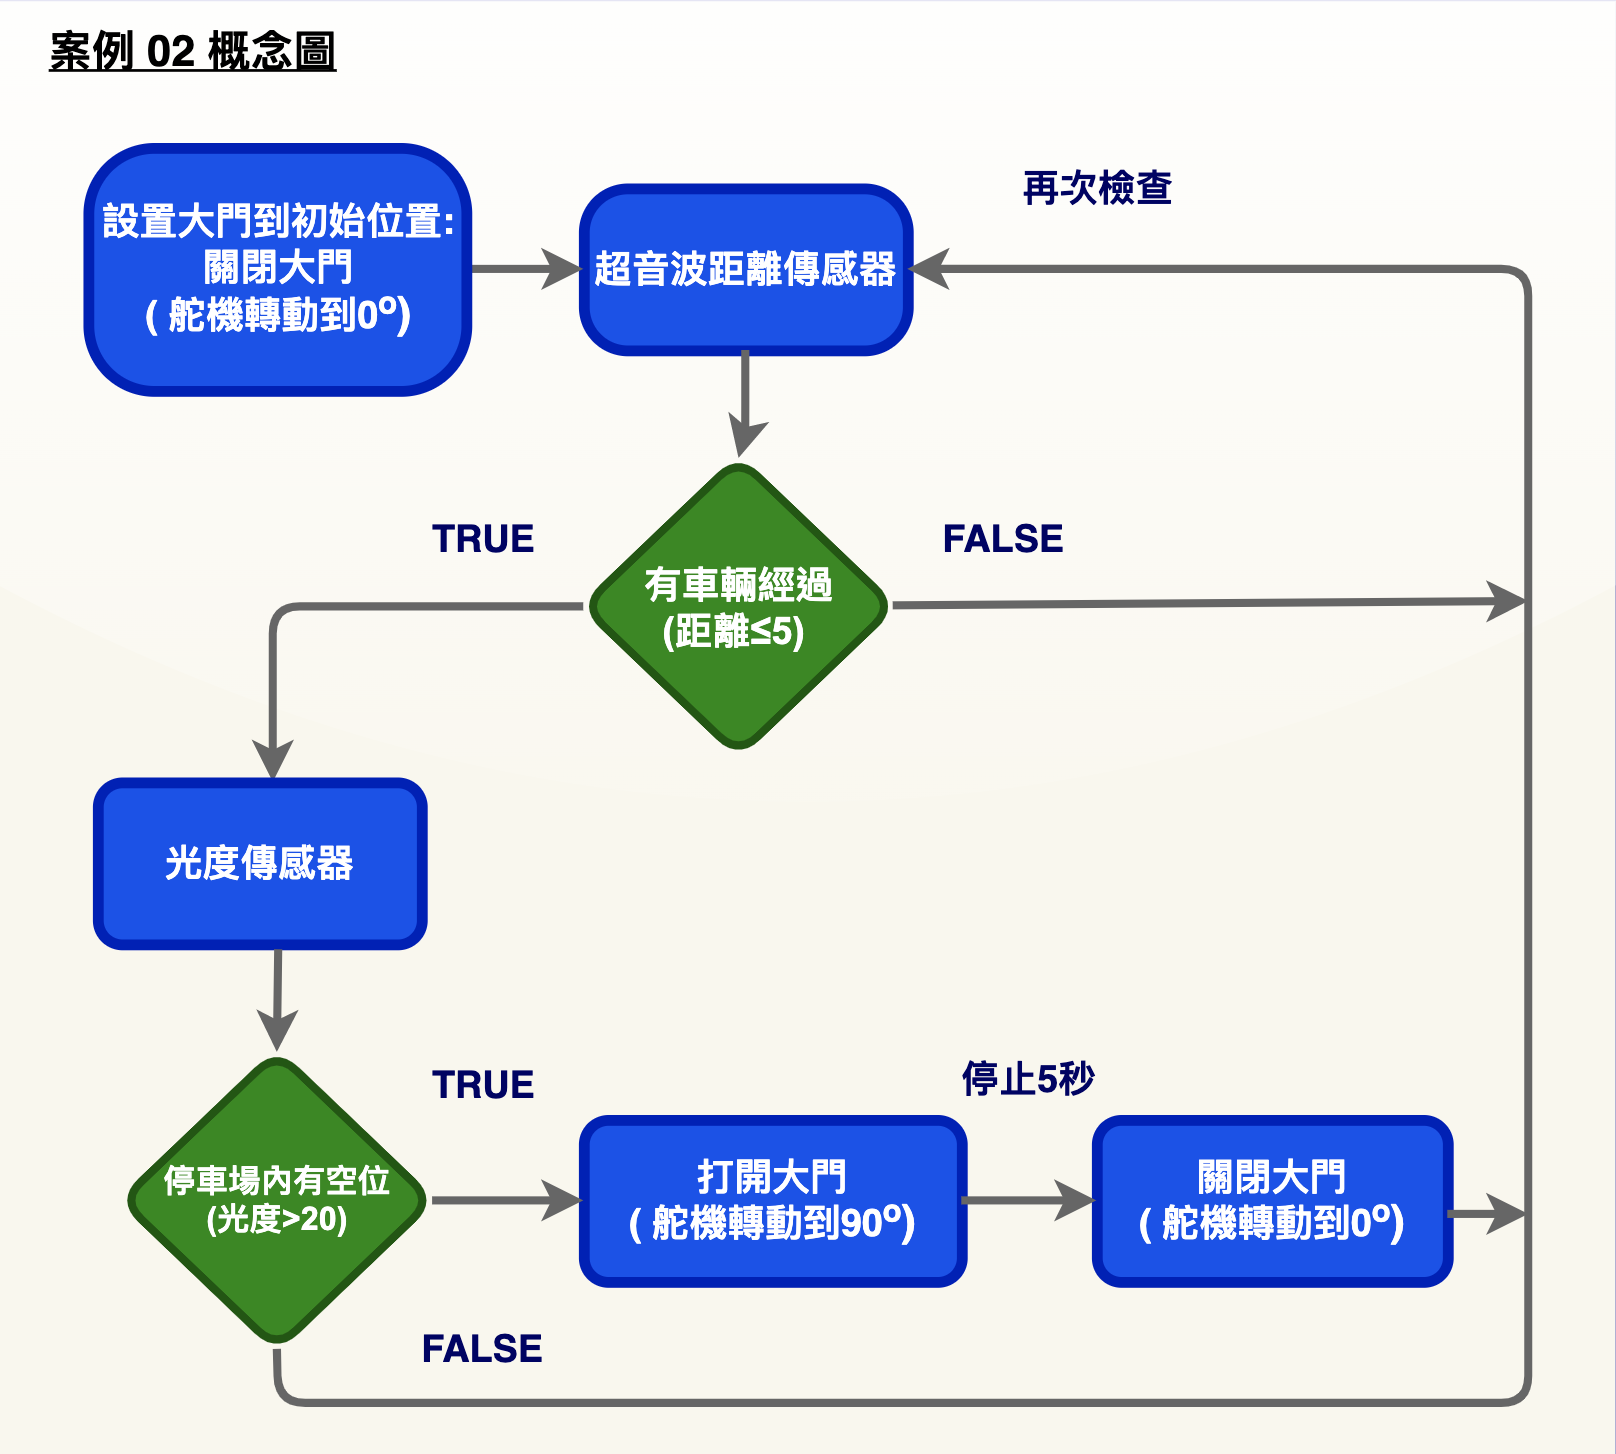 案例 02 概念圖
設置大門到初始位置:
關閉大門
( 舵機轉動到0º)
超音波距離傳感器
再次檢查
TRUE
FALSE
有車輛經過
(距離≤5)
光度傳感器
TRUE
停止5秒
停車場內有空位
(光度>20)
打開大門
( 舵機轉動到90º)
關閉大門
( 舵機轉動到0º)
FALSE